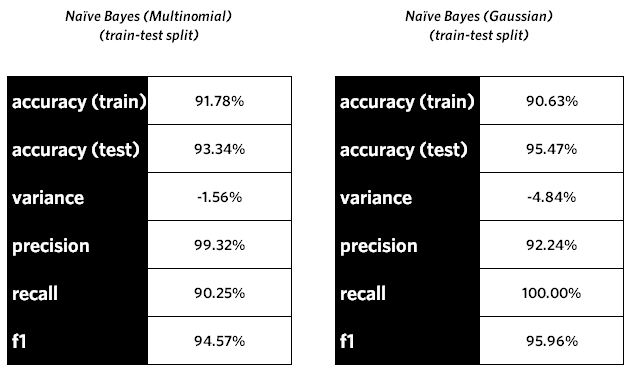 Naïve Bayes (Multinomial)
(train-test split)
accuracy (train) 91.78%
accuracy (test) 93.34%
variance -1.56%
precision 99.32%
recall 90.25%
f1 94.57%
Naïve Bayes (Gaussian)
(train-test split)
accuracy (train) 90.63%
accuracy (test) 95.47%
variance -4.84%
precision 92.24%
recall 100.00%
f1 95.96%